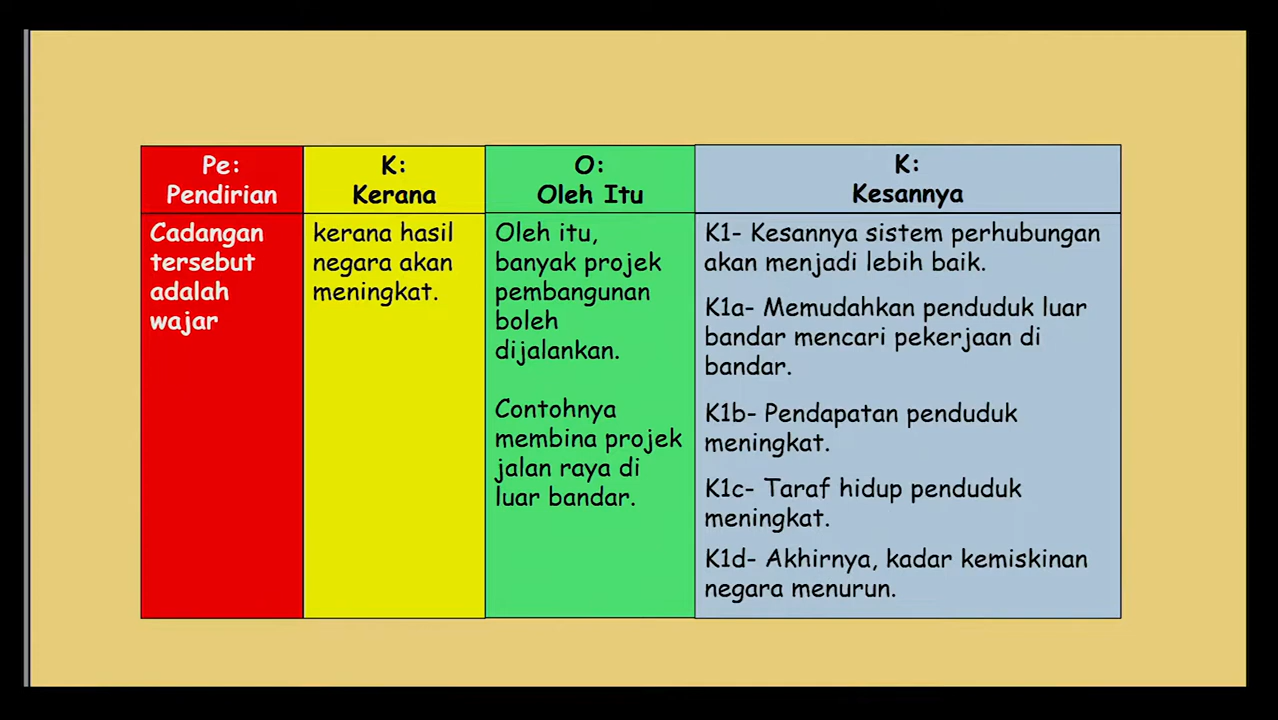 Pe:
Pendirian
K:
Kerana
O:
Oleh Itu
K:
Kesannya
Cadangan
tersebut
adalah
wajar
kerana hasil
negara akan
meningkat.
Oleh itu,
banyak projek
pembangunan
boleh
dijalankan.
Contohnya
membina projek
jalan raya di
luar bandar.
K1- Kesannya sistem perhubungan
akan menjadi lebih baik.
K1a- Memudahkan penduduk luar
bandar mencari pekerjaan di
bandar.
K1b- Pendapatan penduduk
meningkat.
K1c- Taraf hidup penduduk
meningkat.
K1d- Akhirnya, kadar kemiskinan
negara menurun.